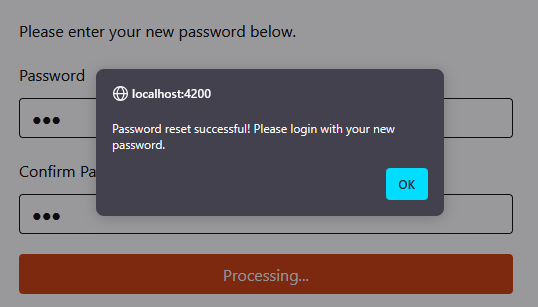 Please enter your new password below.
Password
localhost:4200
Password reset successful! Please login with your new
password.
OK
Confirm Pa
Processing...